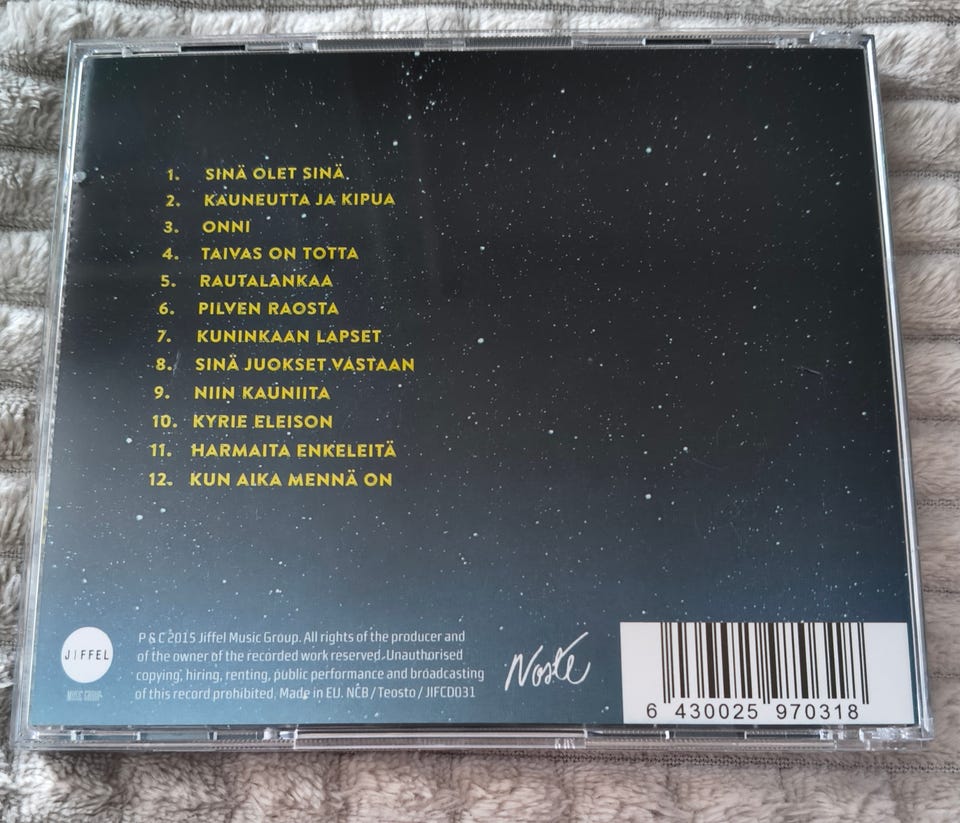 1. SINÄ OLET SINÄ
2. KAUNEUTTA JA KIPUA
3. ONNI
4. TAIVAS ON TOTTA
5. RAUTALANKAA
6. PILVEN RAOSTA
7. KUNINKAAN LAPSET
8. SINÄ JUOKSET VASTAAN
9. NIIN KAUNIITA
10. KYRIE ELEISON
11. HARMAITA ENKELEITÄ
12. KUN AIKA MENNÄ ON
JIFFEL
MUSIC GROUP
P & C 2015 Jiffel Music Group. All rights of the producer and
of the owner of the recorded work reserved. Unauthorised
copying, hiring, renting, public performance and broadcasting
of this record prohibited. Made in EU. NCB / Teosto / JIFCD031
Noste
6 430025 970318